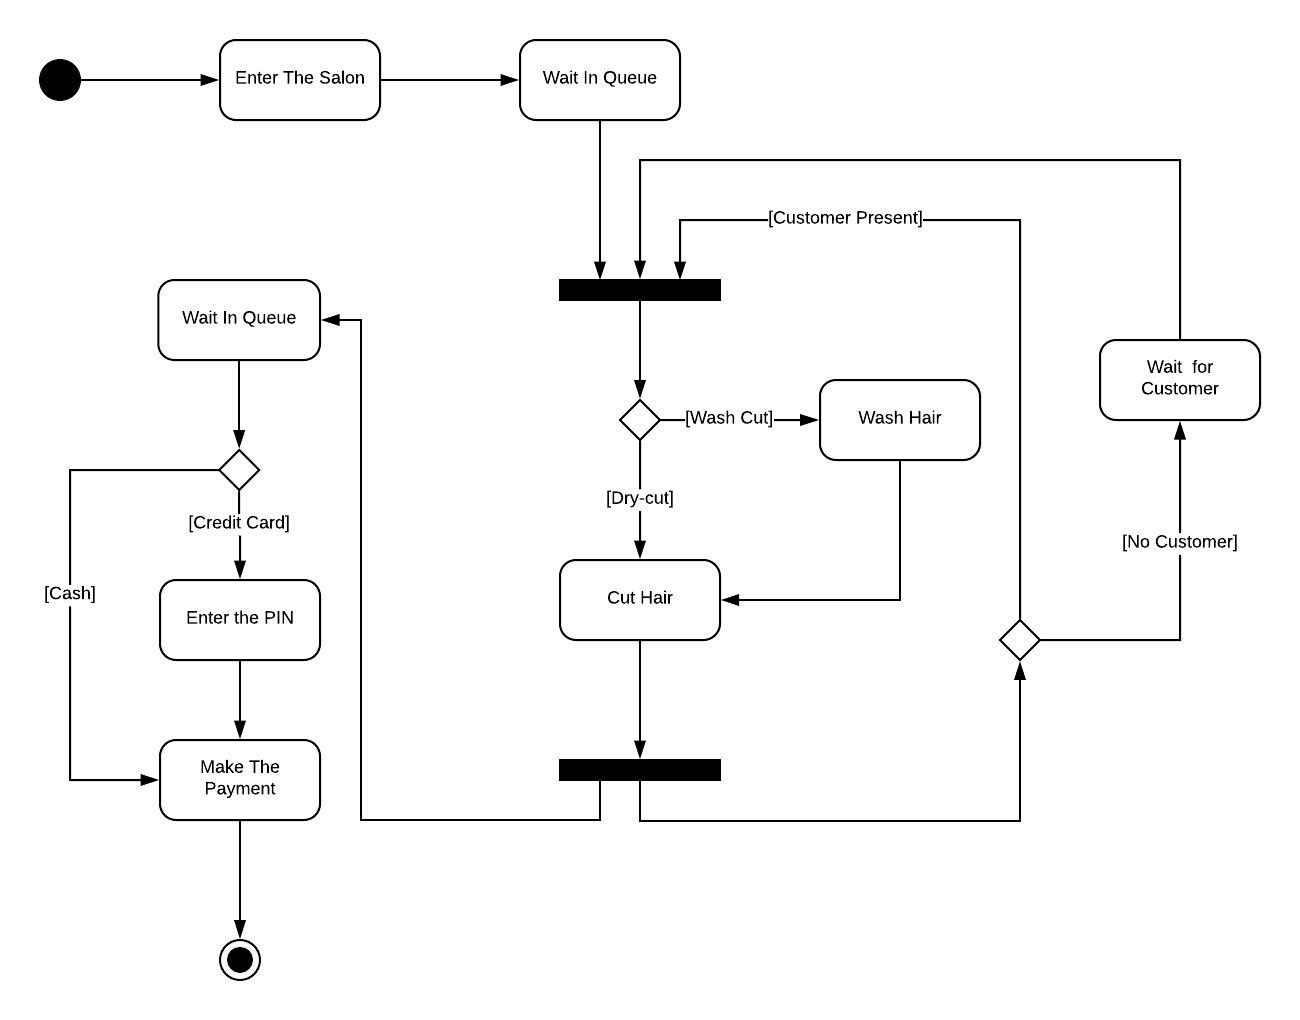 Enter The Salon
Wait In Queue
[Customer Present]
Wait In Queue
Wait for
Customer
[Wash Cut]
Wash Hair
[Dry-cut]
[Credit Card]
[No Customer]
[Cash]
Enter the PIN
Cut Hair
Make The
Payment